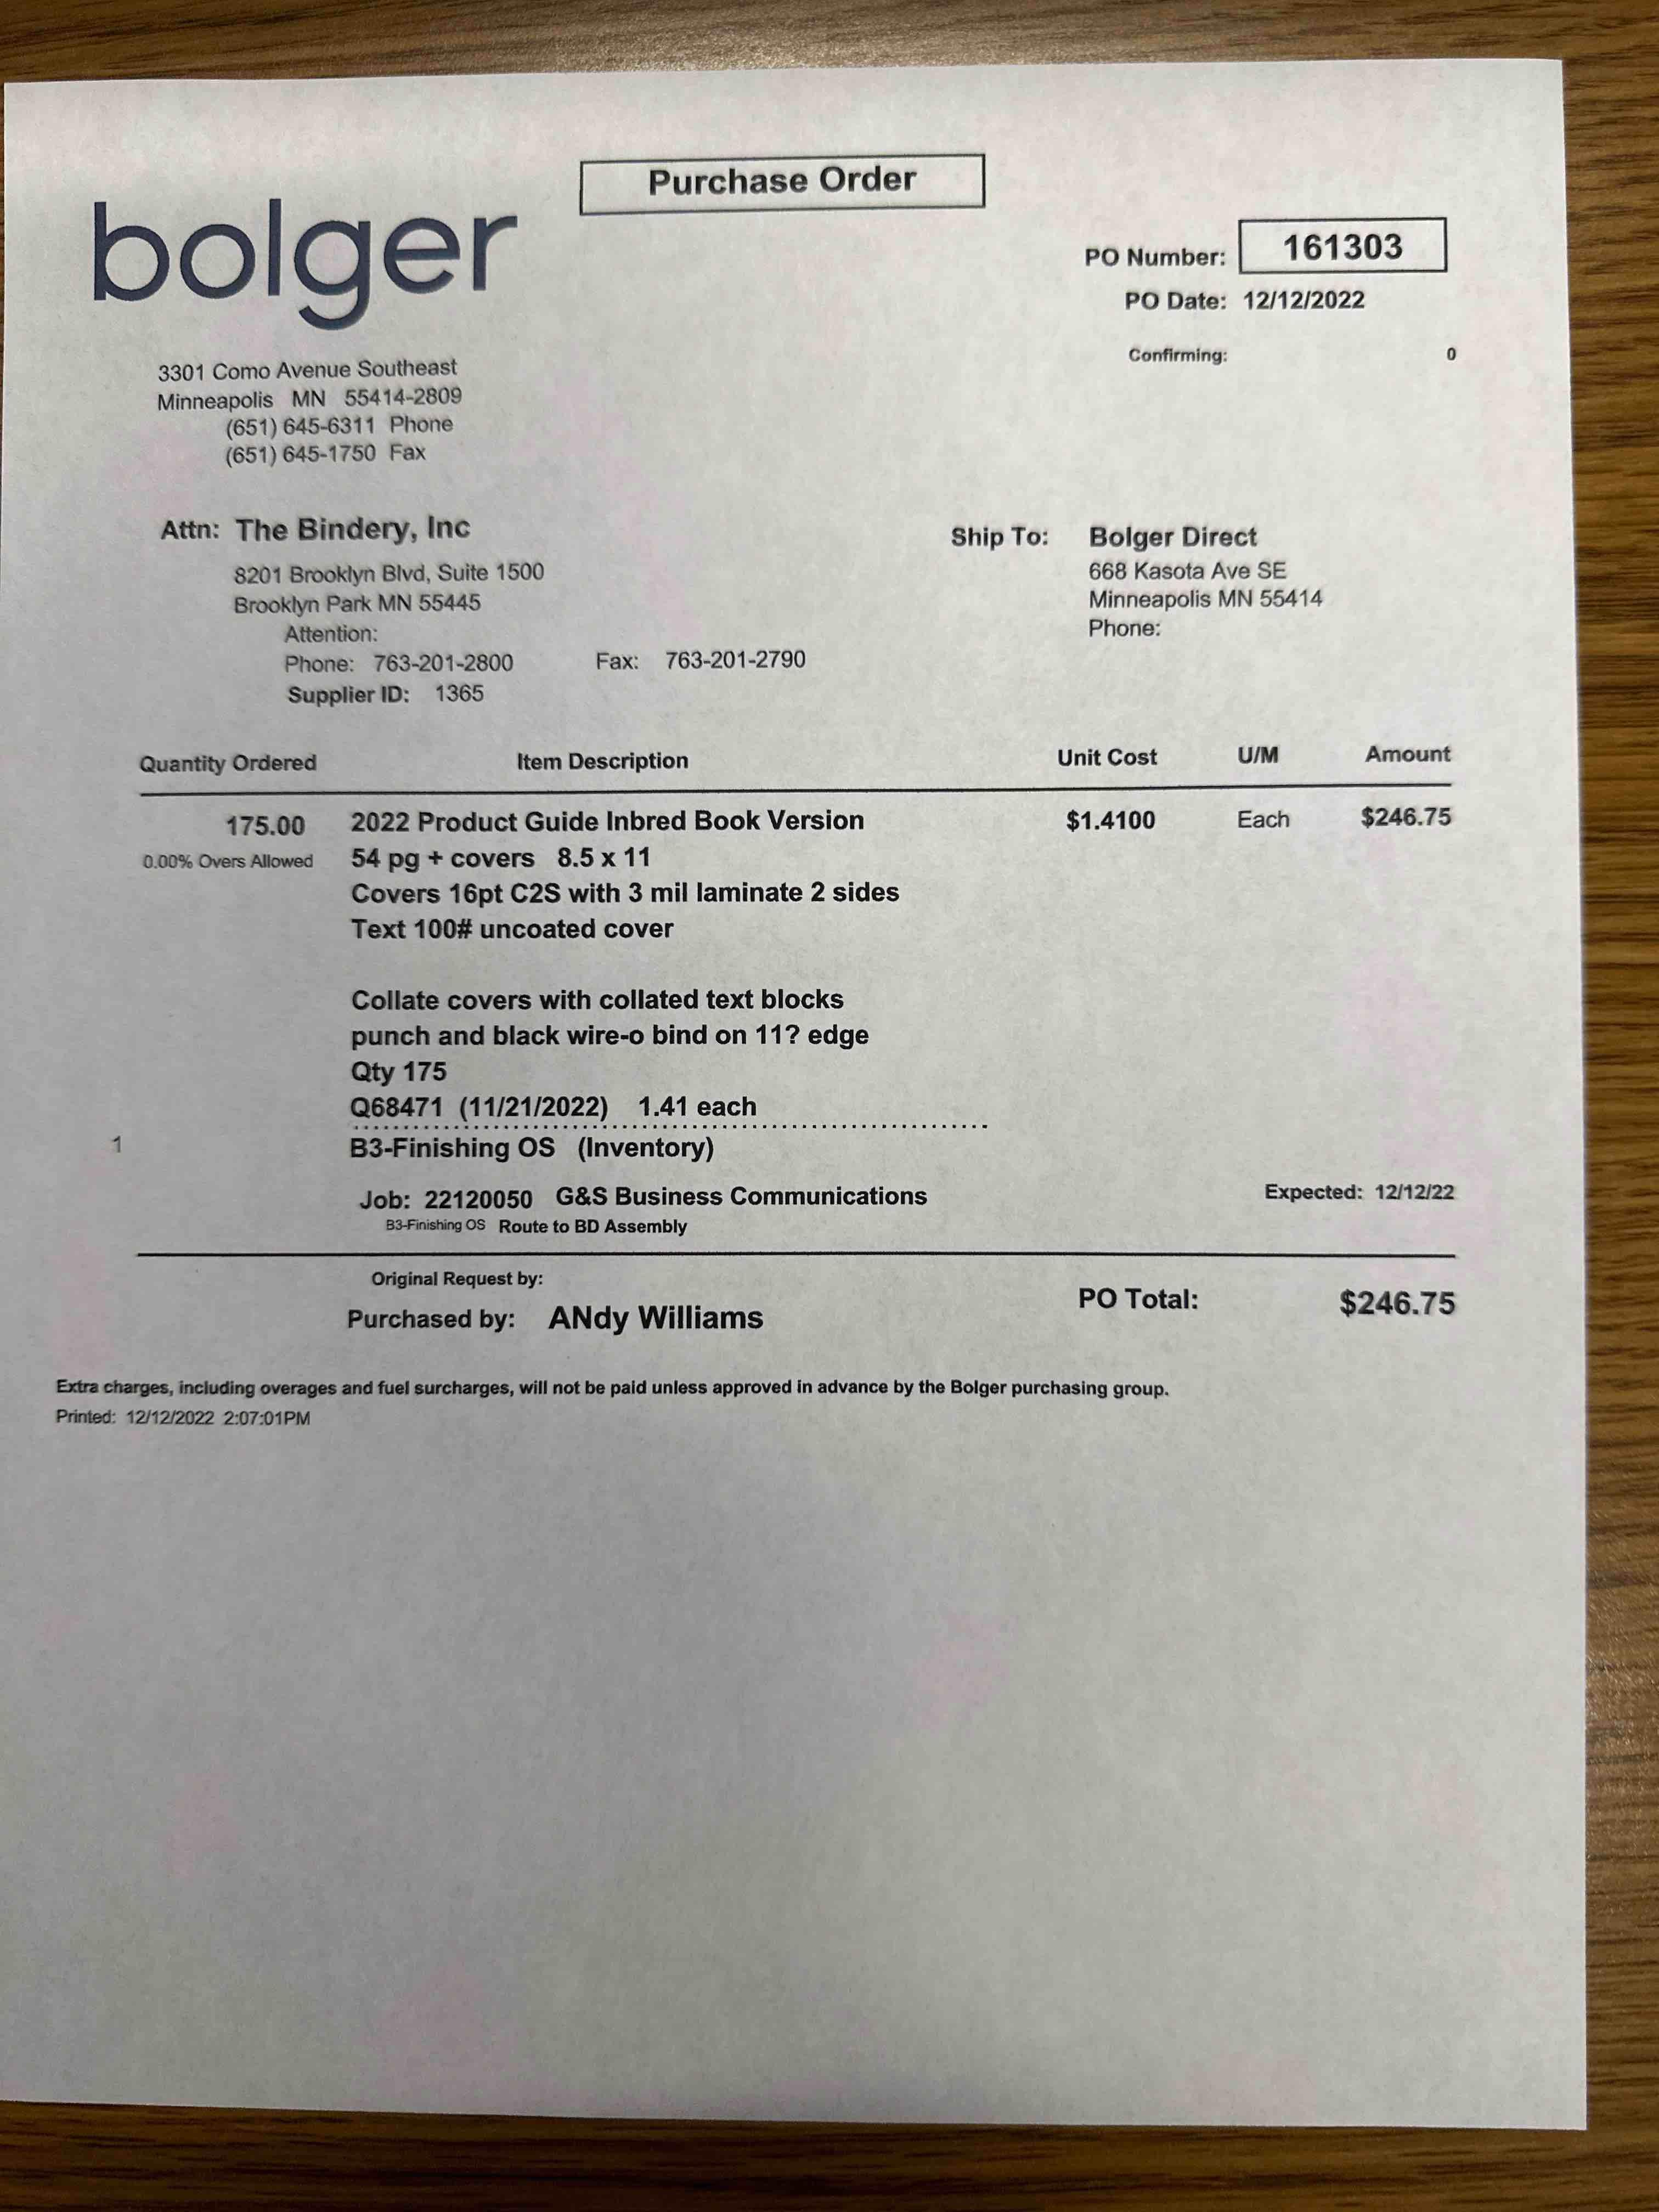 Purchase Order
bolger
PO Number: 161303
PO Date: 12/12/2022
Confirming: 0
3301 Como Avenue Southeast
Minneapolis MN 55414-2809
(651) 645-6311 Phone
(651) 645-1750 Fax
Attn: The Bindery, Inc
8201 Brooklyn Blvd, Suite 1500
Brooklyn Park MN 55445
Attention:
Phone: 763-201-2800 Fax: 763-201-2790
Supplier ID: 1365
Ship To: Bolger Direct
668 Kasota Ave SE
Minneapolis MN 55414
Phone:
Quantity Ordered Item Description Unit Cost U/M Amount
175.00 2022 Product Guide Inbred Book Version $1.4100 Each $246.75
0.00% Overs Allowed 54 pg + covers 8.5 x 11
Covers 16pt C2S with 3 mil laminate 2 sides
Text 100# uncoated cover
Collate covers with collated text blocks
punch and black wire-o bind on 11? edge
Qty 175
Q68471 (11/21/2022) 1.41 each
1 B3-Finishing OS (Inventory)
Job: 22120050 G&S Business Communications Expected: 12/12/22
B3-Finishing OS Route to BD Assembly
Original Request by:
Purchased by: ANdy Williams PO Total: $246.75
Extra charges, including overages and fuel surcharges, will not be paid unless approved in advance by the Bolger purchasing group.
Printed: 12/12/2022 2:07:01PM